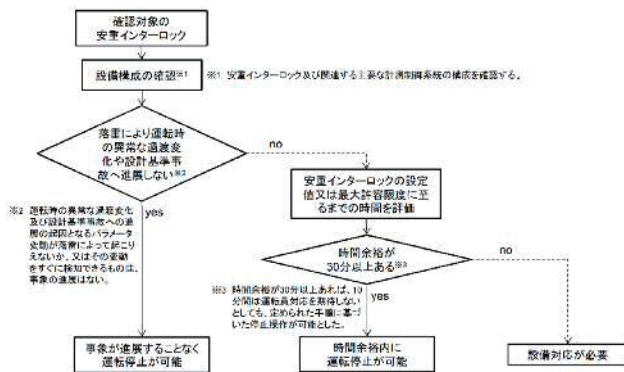 確認対象の
安重インターロック
設備構成の確認※1
※1 安重インターロック及び関連する主要な計測制御系統の構成を確認する。
落雷により運転時
の異常な過渡変
化や設計基準事
故へ進展しない※2
no
安重インターロックの設定
値又は最大許容限度に至
るまでの時間を評価
※2 運転時の異常な過渡変化
及び設計基準事故への進
展の起因となるパラメータ
変動が落雷によって起こり
えないか、又はその変動
をすぐに検知できるものは、
事象の進展はない。
yes
時間余裕が
30分以上ある※3
no
※3 時間余裕が30分以上あれば、10
分間は運転員対応を期待しない
としても、定められた手順に基づ
いた停止操作が可能とした。
yes
事象が進展することなく
運転停止が可能
時間余裕内に
運転停止が可能
設備対応が必要